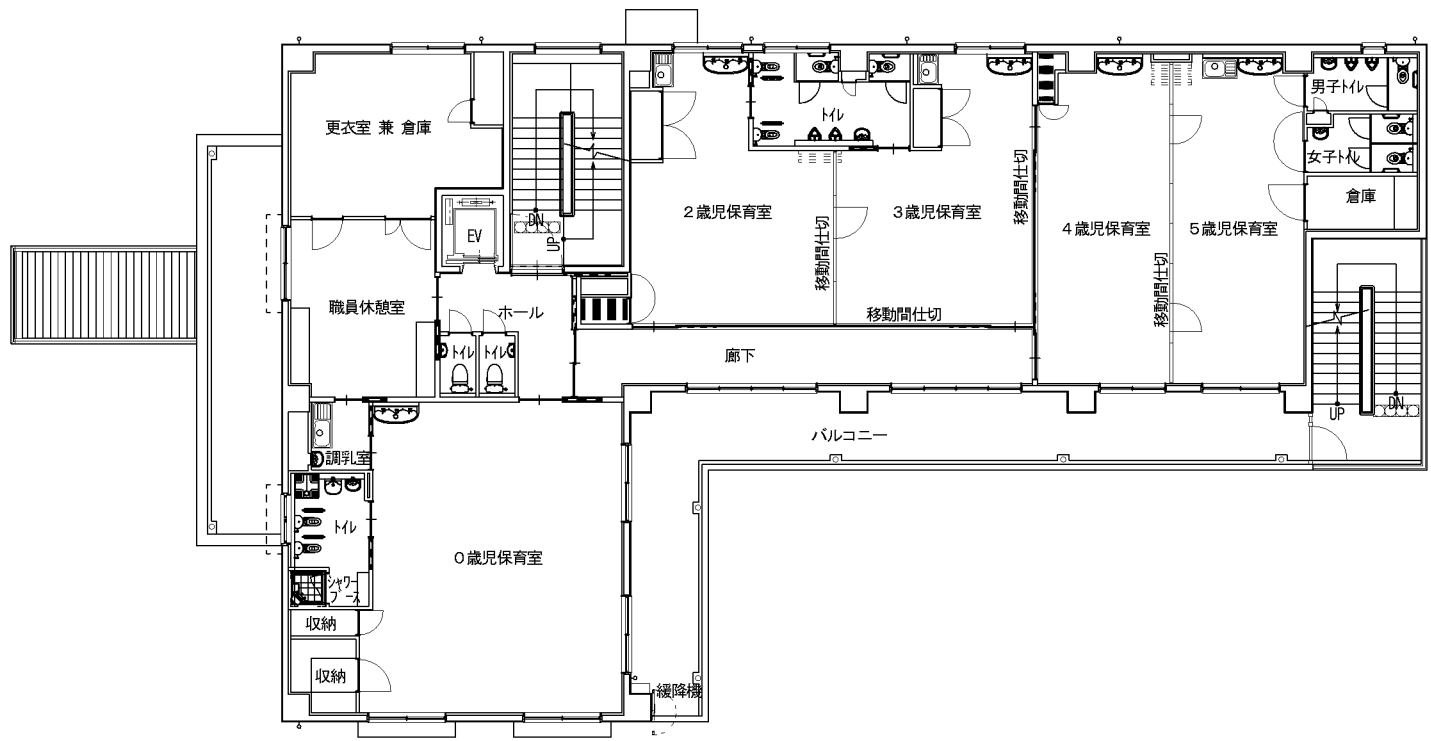 更衣室 兼 倉庫
EV
DN
UP
トイレ
2歳児保育室
3歳児保育室
移動間仕切
移動間仕切
移動間仕切
4歳児保育室
5歳児保育室
移動間仕切
男子トイレ
女子トイレ
倉庫
UP
DN
職員休憩室
ホール
トイレ
トイレ
廊下
バルコニー
調乳室
トイレ
シャワー
ブース
0歳児保育室
収納
収納
緩降機